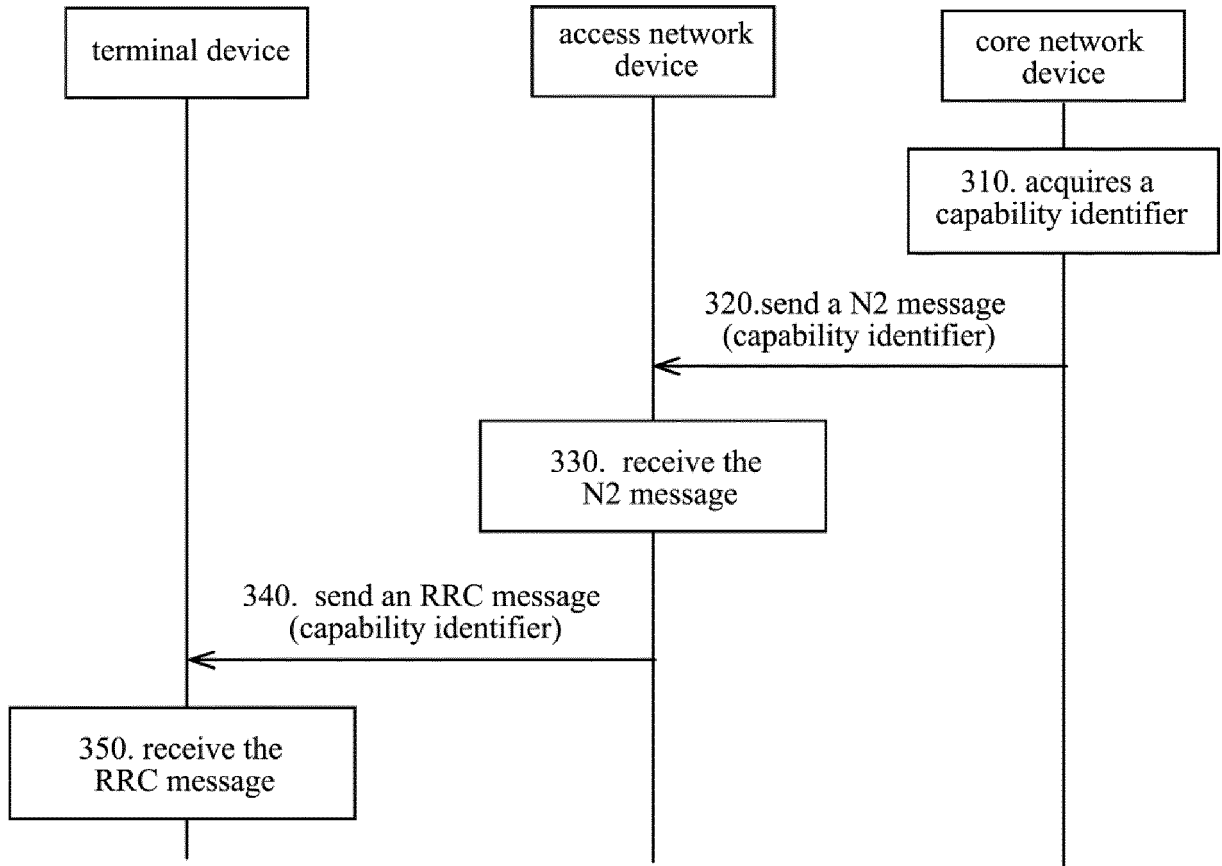 terminal device
access network
device
core network
device
310. acquires a
capability identifier
320.send a N2 message
(capability identifier)
330. receive the
N2 message
340. send an RRC message
(capability identifier)
350. receive the
RRC message